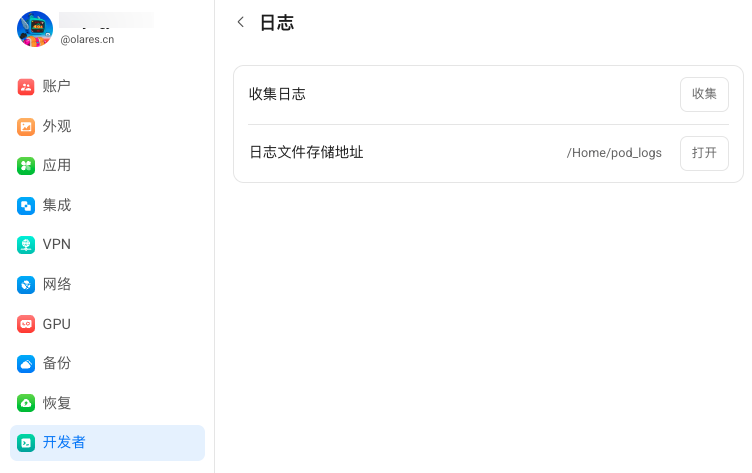 @olares.cn
账户
外观
应用
集成
VPN
网络
GPU
备份
恢复
开发者
日志
收集日志
收集
日志文件存储地址
/Home/pod_logs
打开